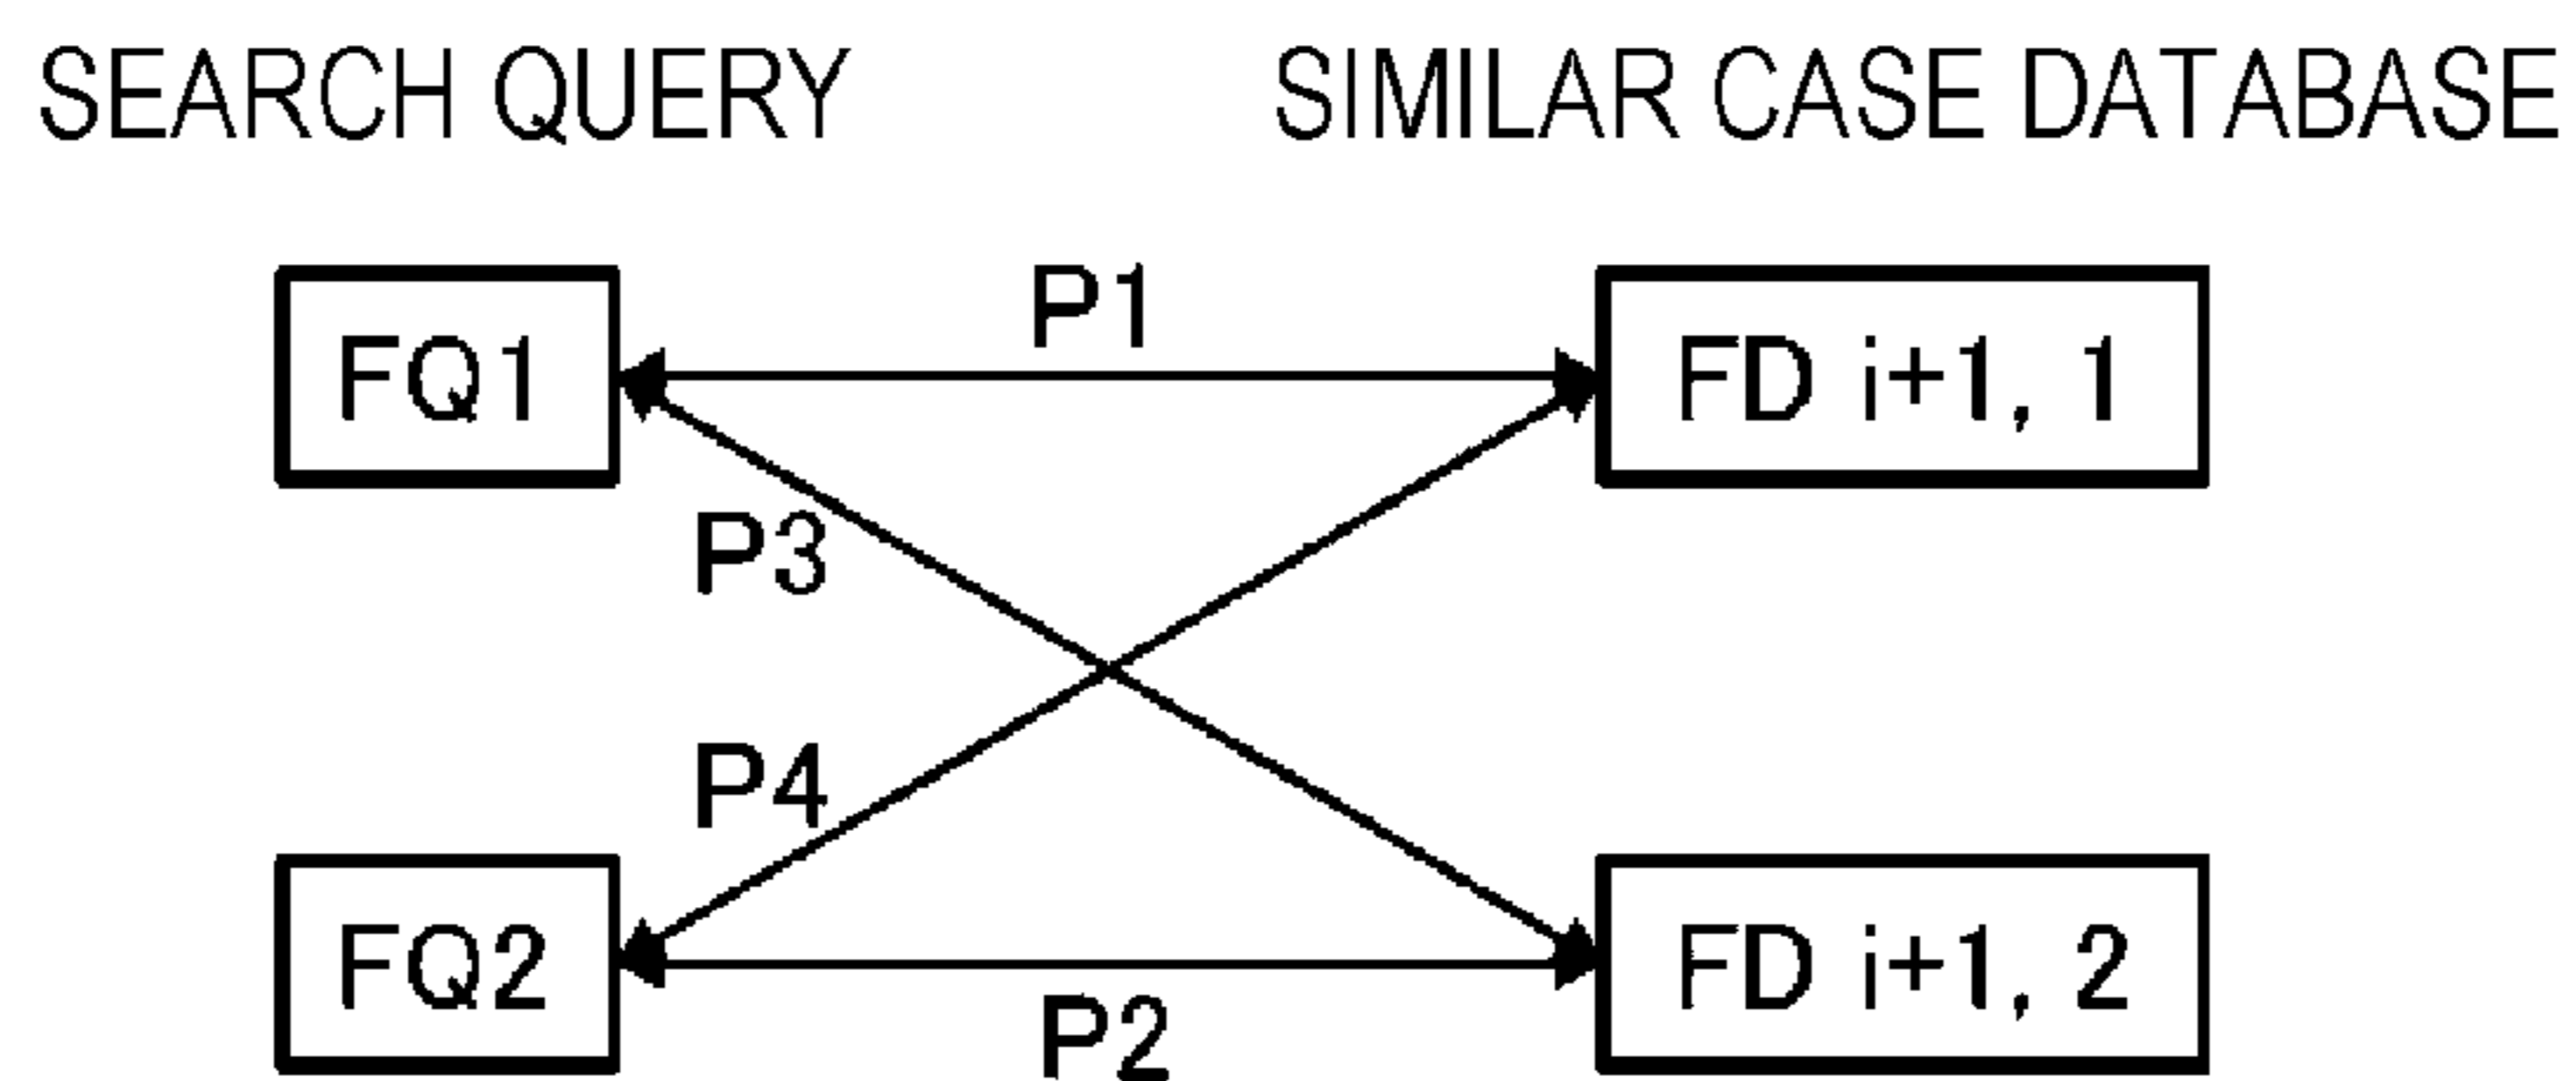 SEARCH QUERY
SIMILAR CASE DATABASE
P1
FQ1
FD i+1, 1
P3
P4
FQ2
FD i+1, 2
P2